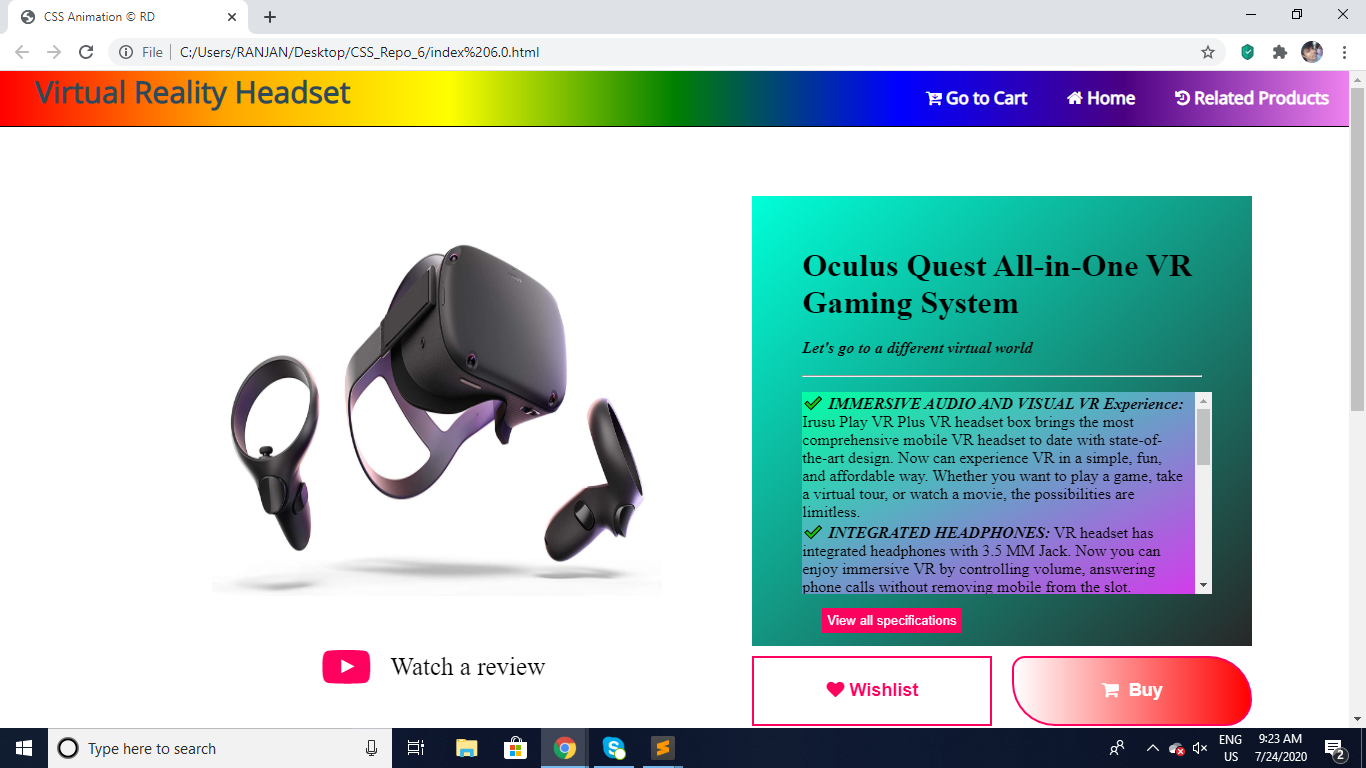 CSS Animation © RD
File
C:/Users/RANJAN/Desktop/CSS_Repo_6/index%206.0.html
Virtual Reality Headset
Go to Cart
Home
Related Products
Oculus Quest All-in-One VR
Gaming System
Let's go to a different virtual world
IMMERSIVE AUDIO AND VISUAL VR Experience:
Irusu Play VR Plus VR headset box brings the most
comprehensive mobile VR headset to date with state-of-
the-art design. Now can experience VR in a simple, fun,
and affordable way. Whether you want to play a game, take
a virtual tour, or watch a movie, the possibilities are
limitless.
INTEGRATED HEADPHONES: VR headset has
integrated headphones with 3.5 MM Jack. Now you can
enjoy immersive VR by controlling volume, answering
phone calls without removing mobile from the slot.
View all specifications
Watch a review
Wishlist
Buy
Type here to search
ENG
US
9:23 AM
7/24/2020
2